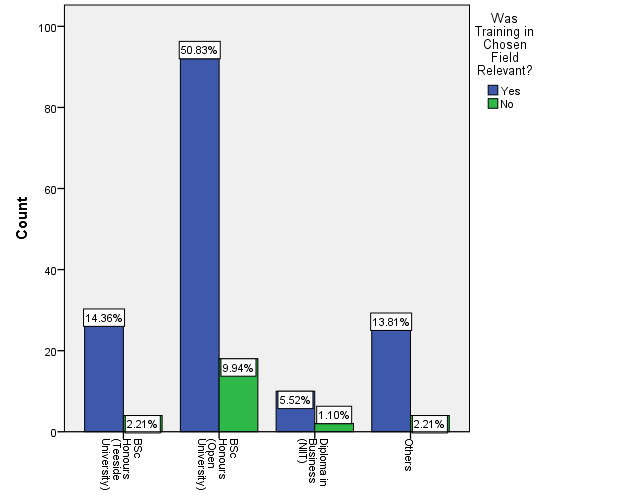 100
80
60
40
20
0
Count
50.83%
14.36%
13.81%
9.94%
5.52%
1.10%
2.21%
2.21%
BSc
Honours
(Teeside
University)
BSc
Honours
(Open
University)
Diploma in
Business
(NIIT)
Others
Was
Training in
Chosen
Field
Relevant?
Yes
No